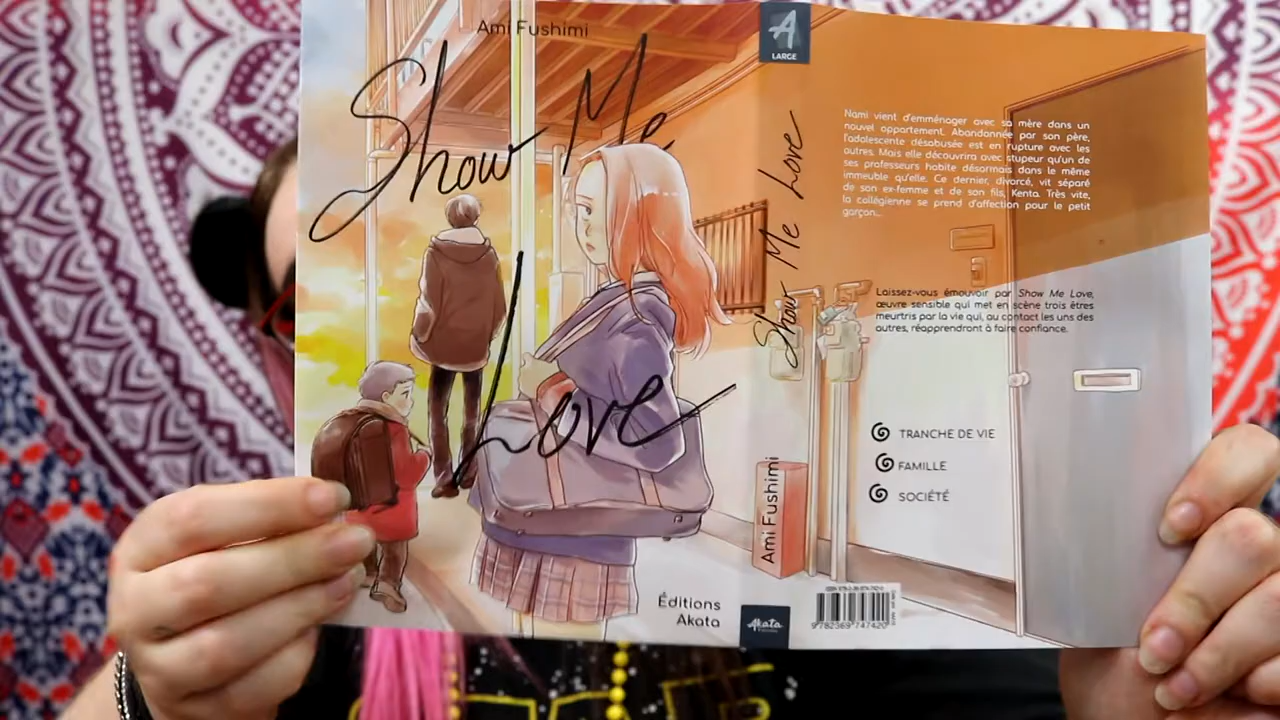 Ami Fushimi
Show Me
Love
Éditions
Akata
A
LARGE
Show Me Love
Ami Fushimi
Akata
Nami vient d'emménager avec sa mère dans un
nouvel appartement. Abandonnée par son père,
l'adolescente désabusée est en rupture avec les
autres. Mais elle découvrira avec stupeur qu'un de
ses professeurs habite désormais dans le même
immeuble qu'elle. Ce dernier, divorcé, vit séparé
de son ex-femme et de son fils, Kento. Très vite,
la collégienne se prend d'affection pour le petit
garçon...
Laissez-vous émouvoir par Show Me Love,
œuvre sensible qui met en scène trois êtres
meurtris par la vie qui, au contact les uns des
autres, réapprendront à faire confiance.
TRANCHE DE VIE
FAMILLE
SOCIÉTÉ
9 782369 747420